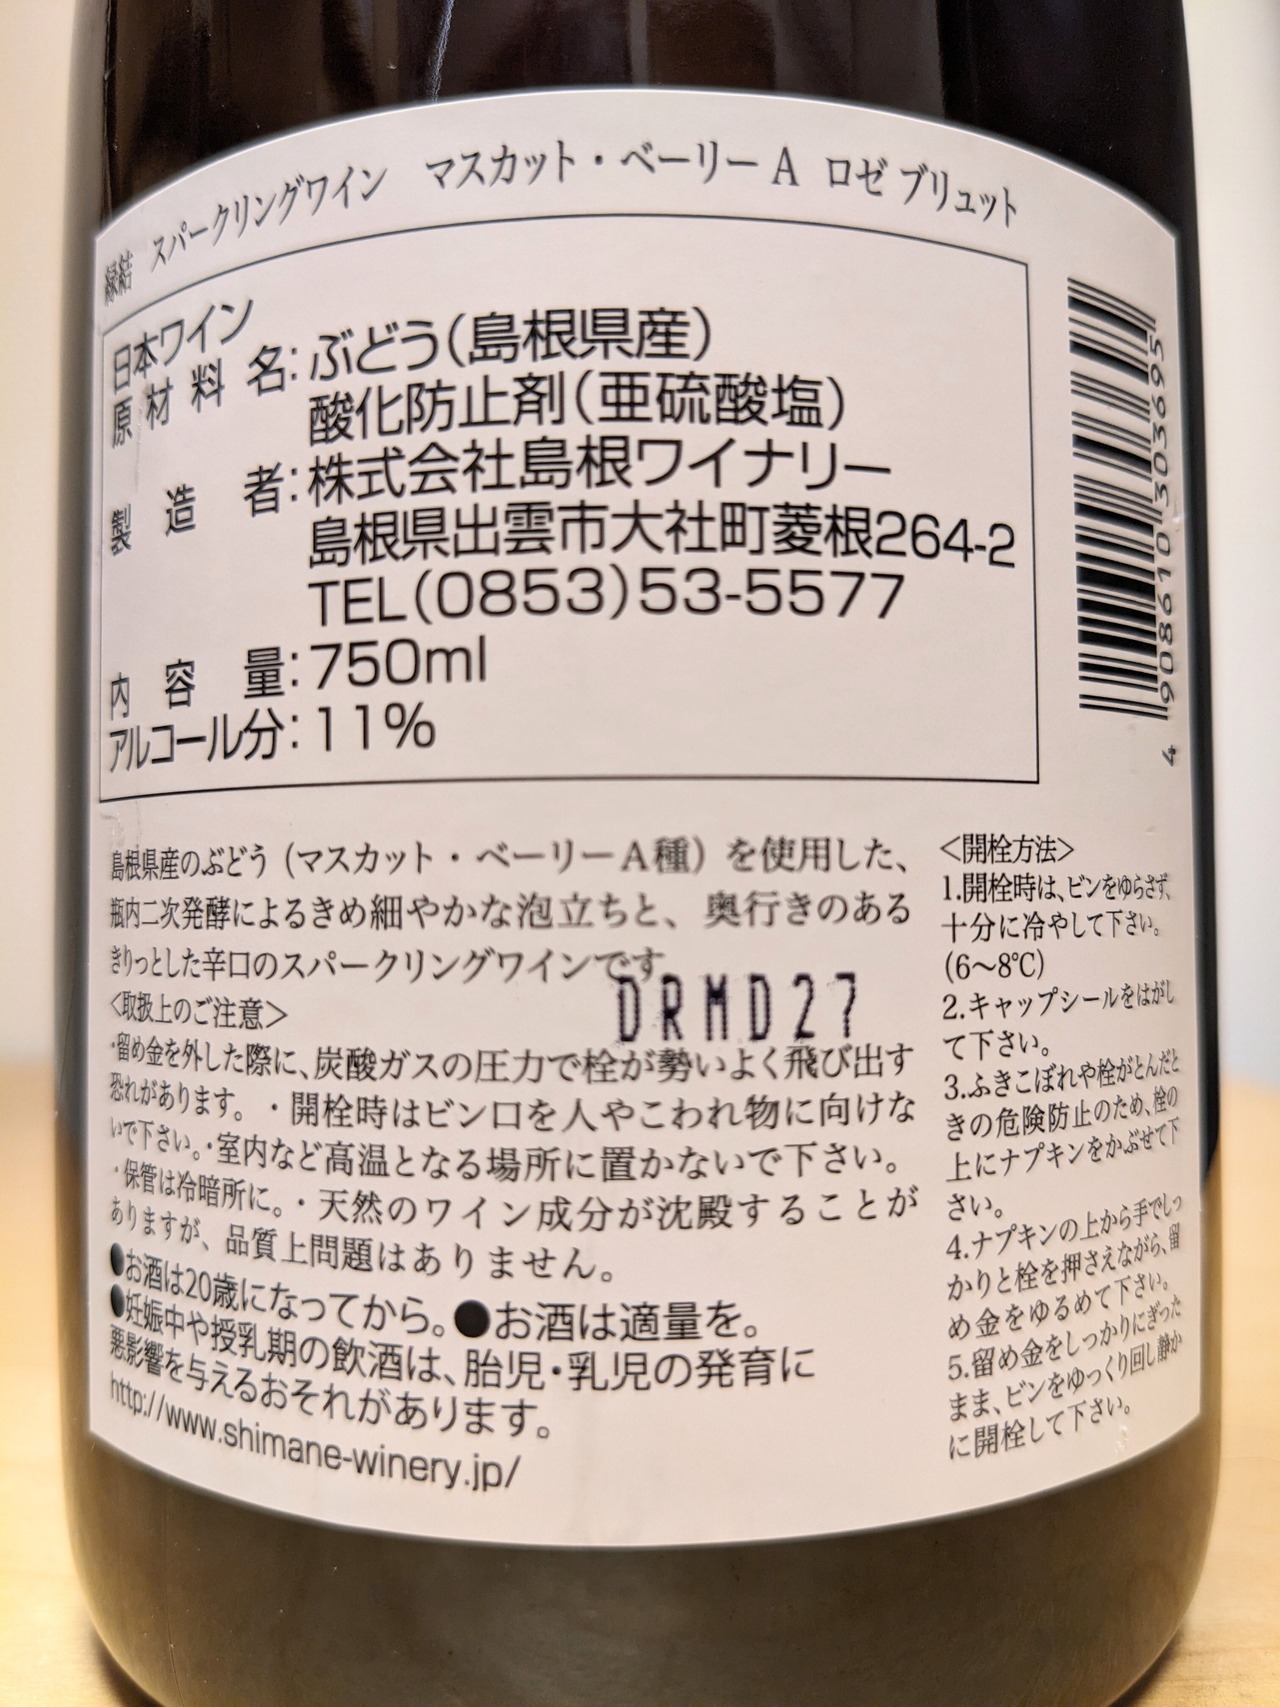 縁結 スパークリングワイン マスカット・ベーリーA ロゼ ブリュット
日本ワイン
原材料名:ぶどう(島根県産)
酸化防止剤(亜硫酸塩)
製造者:株式会社島根ワイナリー
島根県出雲市大社町菱根264-2
TEL(0853)53-5577
内容量:750ml
アルコール分:11%
4 908610 303695
島根県産のぶどう(マスカット・ベーリーA種)を使用した、
瓶内二次発酵によるきめ細やかな泡立ちと、奥行きのある
きりっとした辛口のスパークリングワインです
DRMD27
<取扱上のご注意>
・留め金を外した際に、炭酸ガスの圧力で栓が勢いよく飛び出す
恐れがあります。・開栓時はビン口を人やこわれ物に向けな
いで下さい。・室内など高温となる場所に置かないで下さい。
・保管は冷暗所に。・天然のワイン成分が沈殿することが
ありますが、品質上問題はありません。
●お酒は20歳になってから。●お酒は適量を。
●妊娠中や授乳期の飲酒は、胎児・乳児の発育に
悪影響を与えるおそれがあります。
http://www.shimane-winery.jp/
<開栓方法>
1.開栓時は、ビンをゆらさず、
十分に冷やして下さい。
(6〜8℃)
2.キャップシールをはがし
て下さい。
3.ふきこぼれや栓がとんだと
きの危険防止のため、栓の
上にナプキンをかぶせて下
さい。
4.ナプキンの上から手でしっ
かりと栓を押さえながら、留
め金をゆるめて下さい。
5.留め金をしっかりにぎった
まま、ビンをゆっくり回し静か
に開栓して下さい。